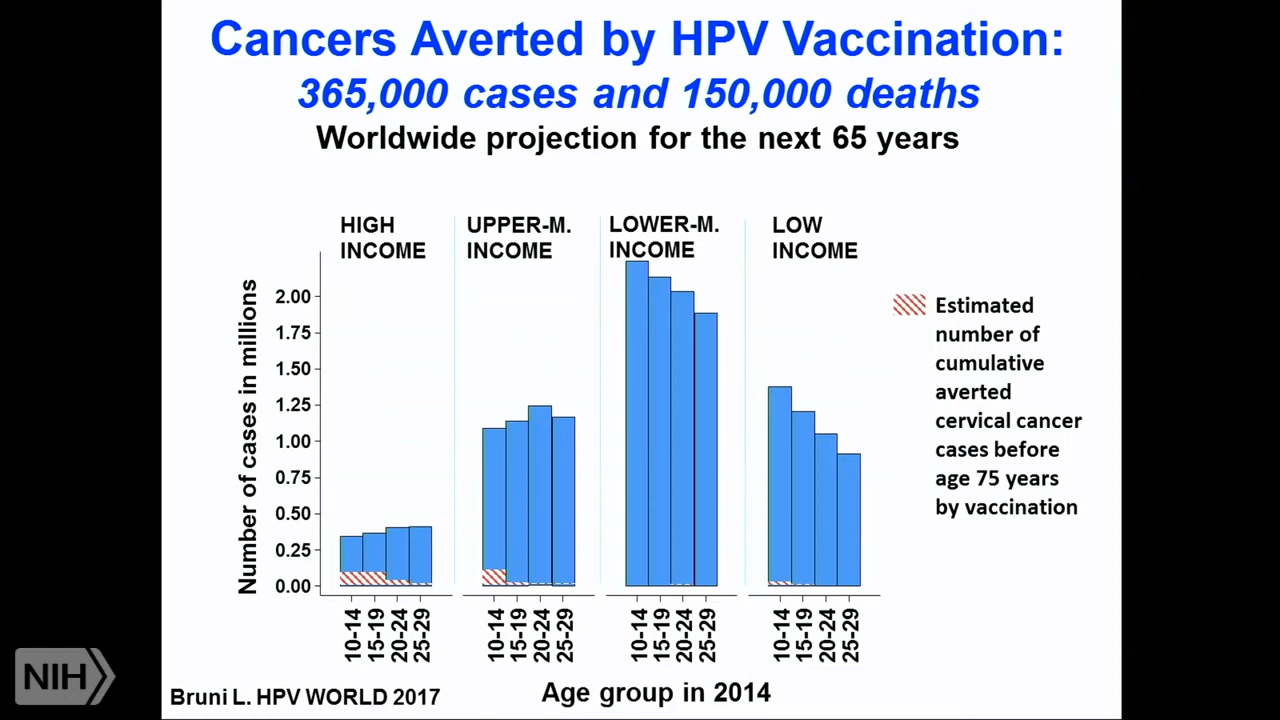 Cancers Averted by HPV Vaccination:
365,000 cases and 150,000 deaths
Worldwide projection for the next 65 years
HIGH
INCOME
UPPER-M.
INCOME
LOWER-M.
INCOME
LOW
INCOME
Number of cases in millions
2.00
1.75
1.50
1.25
1.00
0.75
0.50
0.25
0.00
10-14
15-19
20-24
25-29
10-14
15-19
20-24
25-29
10-14
15-19
20-24
25-29
10-14
15-19
20-24
25-29
Estimated
number of
cumulative
averted
cervical cancer
cases before
age 75 years
by vaccination
Age group in 2014
NIH
Bruni L. HPV WORLD 2017